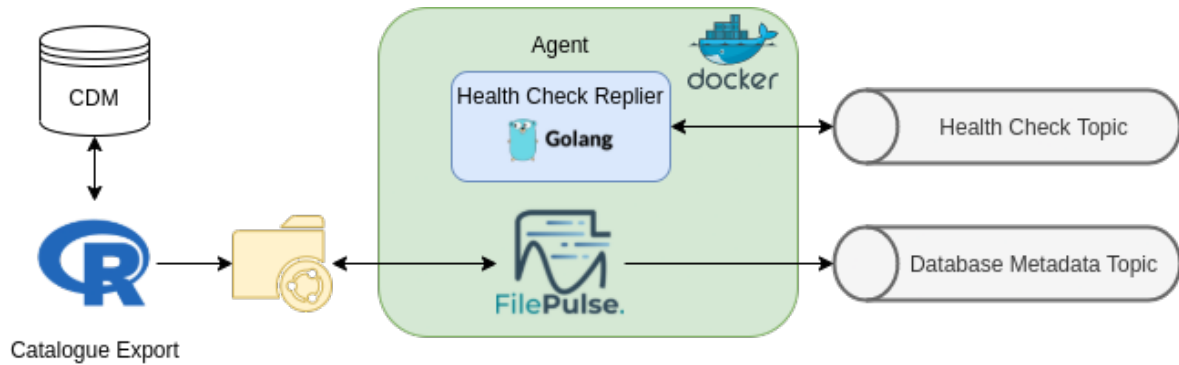 Agent
docker
CDM
Health Check Replier
Golang
Health Check Topic
R
FilePulse.
Database Metadata Topic
Catalogue Export